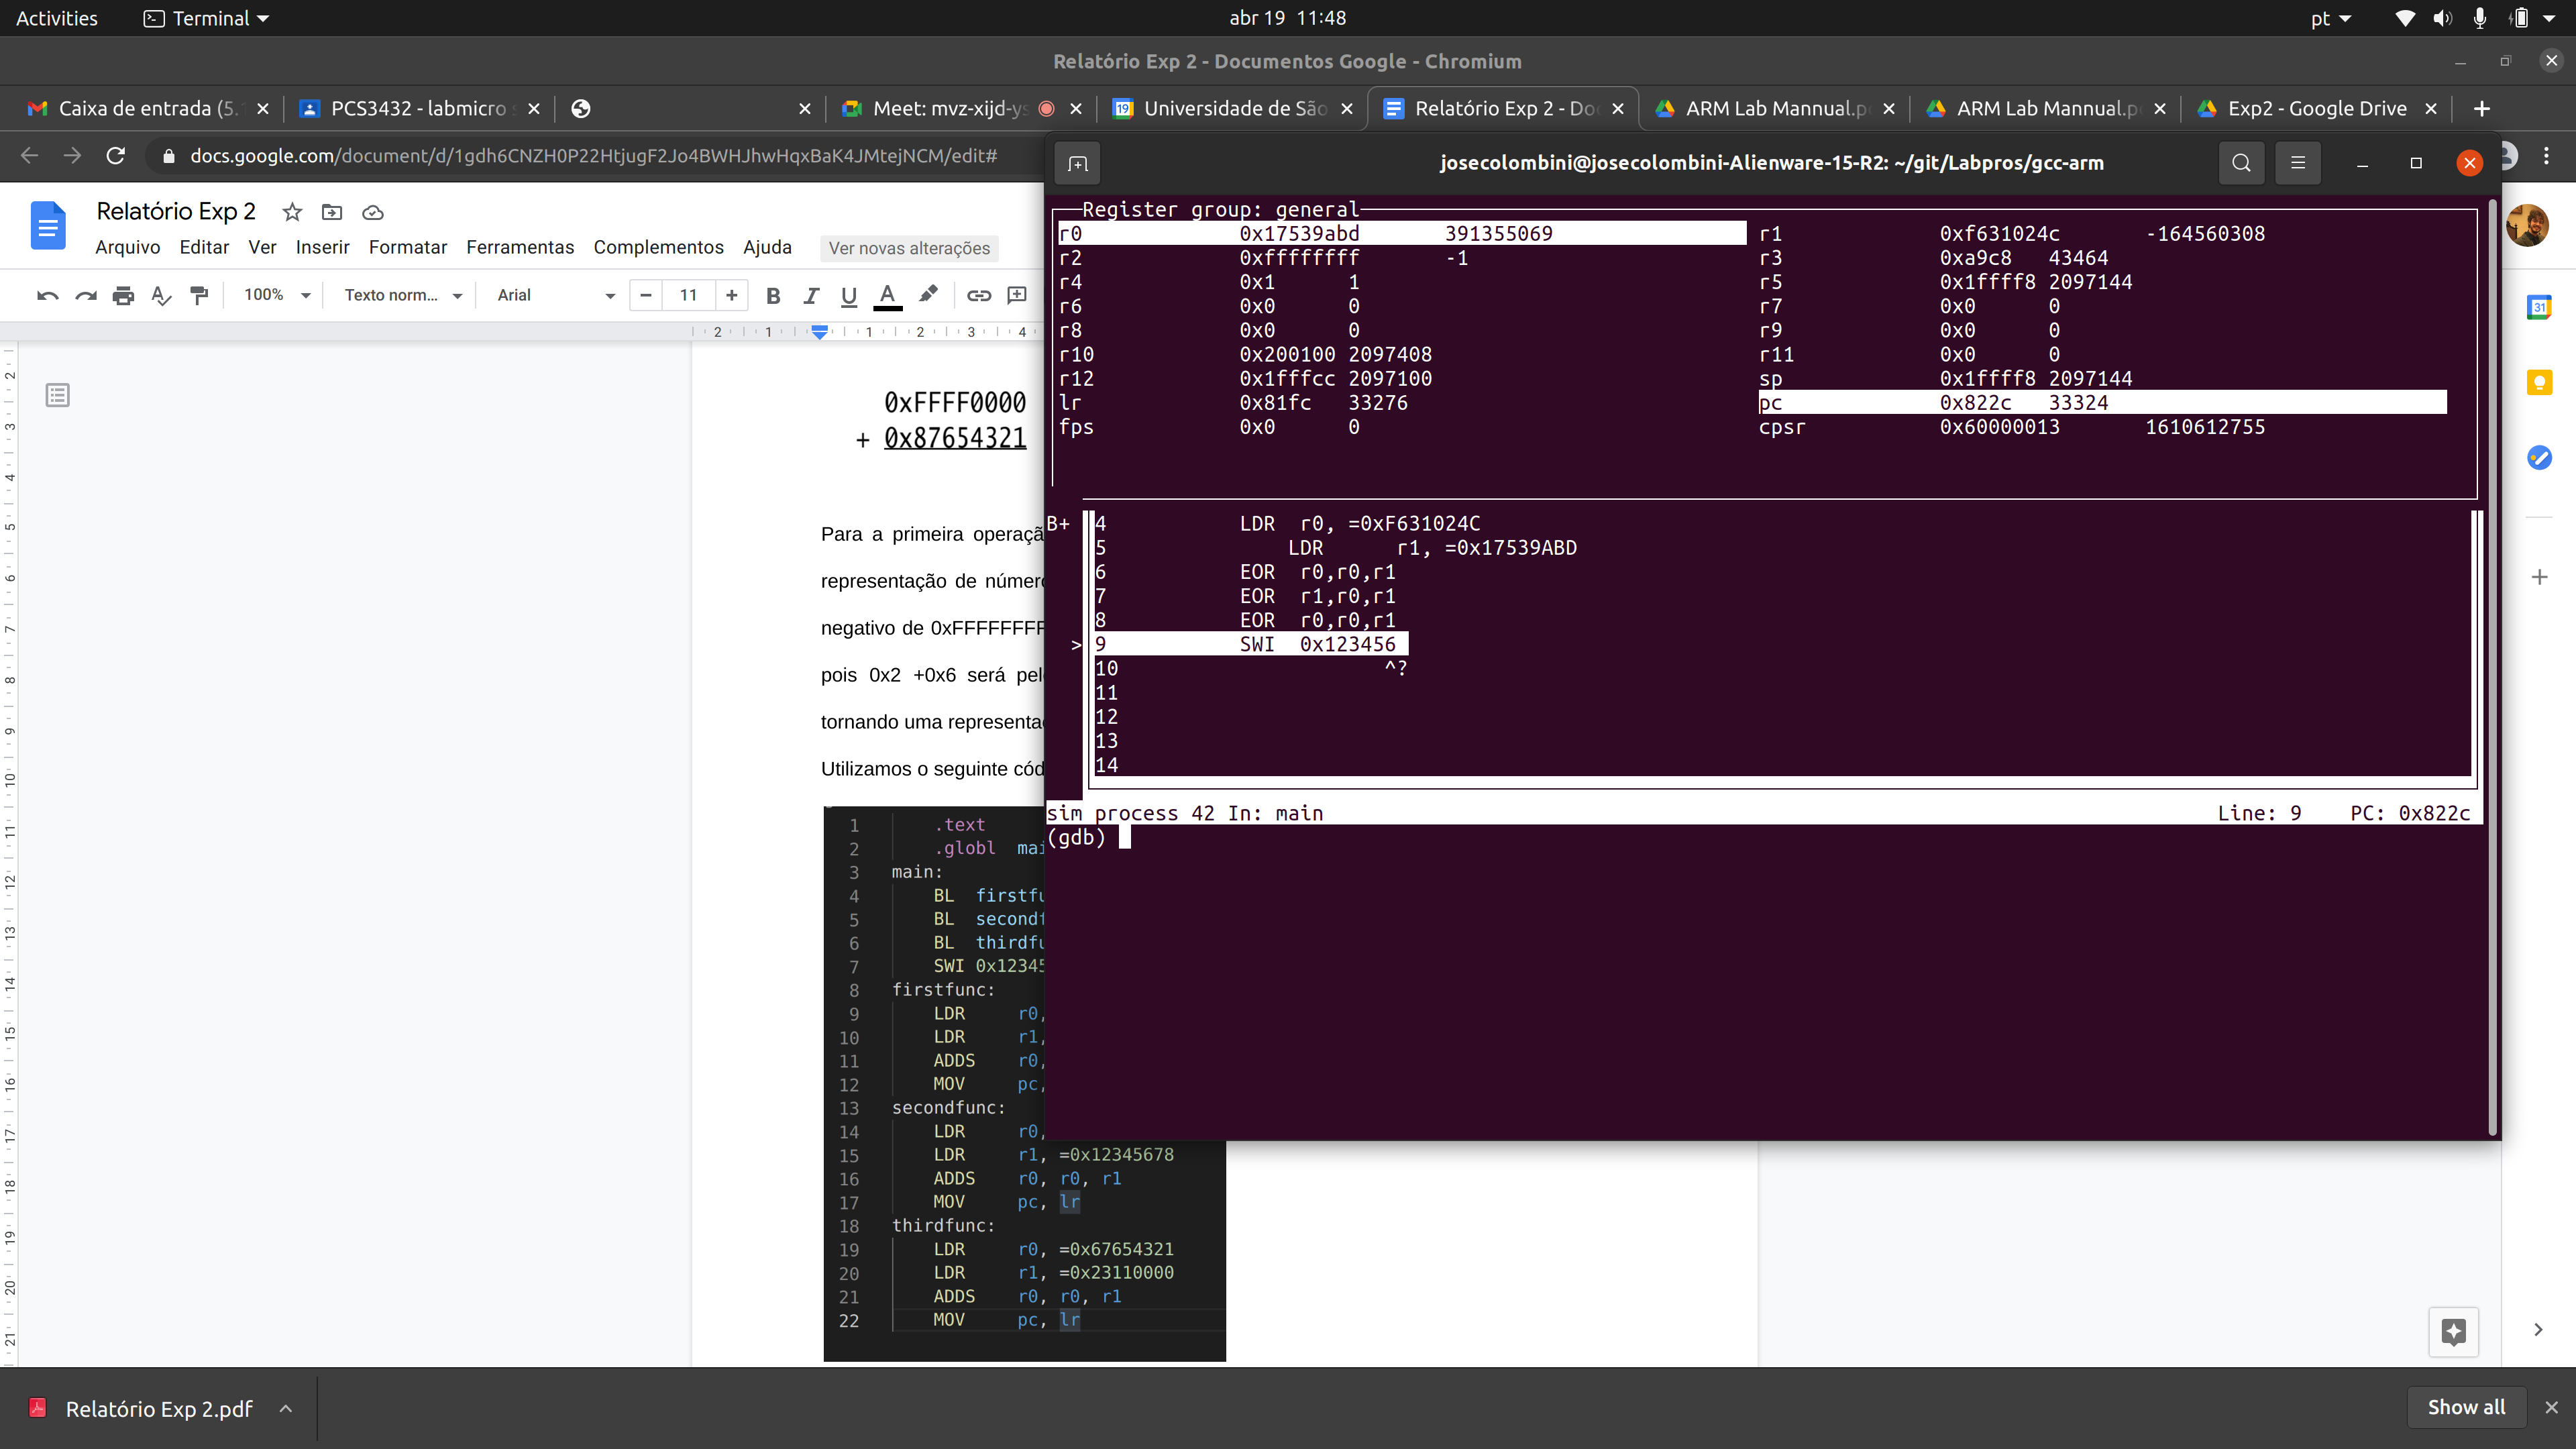 Activities
Terminal
abr 19 11:48
pt
Relatório Exp 2 - Documentos Google - Chromium
Caixa de entrada (5.
PCS3432 - labmicro
Meet: mvz-xijd-ys
Universidade de São
Relatório Exp 2 - Do
ARM Lab Mannual.p
ARM Lab Mannual.p
Exp2 - Google Drive
docs.google.com/document/d/1gdh6CNZH0P22HtjugF2Jo4BWHJhwHqxBaK4JMtejNCM/edit#
Relatório Exp 2
Arquivo Editar Ver Inserir Formatar Ferramentas Complementos Ajuda Ver novas alterações
100% Texto norm... Arial 11
2 1 1 2 3 4
0xFFFF0000
+ 0x87654321
Para a primeira operaçã
representação de númer
negativo de 0xFFFFFFFF
pois 0x2 +0x6 será pel
tornando uma representa
Utilizamos o seguinte cód
1 .text
2 .globl mai
3 main:
4 BL firstfu
5 BL secondf
6 BL thirdfu
7 SWI 0x12345
8 firstfunc:
9 LDR r0,
10 LDR r1,
11 ADDS r0,
12 MOV pc,
13 secondfunc:
14 LDR r0,
15 LDR r1, =0x12345678
16 ADDS r0, r0, r1
17 MOV pc, lr
18 thirdfunc:
19 LDR r0, =0x67654321
20 LDR r1, =0x23110000
21 ADDS r0, r0, r1
22 MOV pc, lr
josecolombini@josecolombini-Alienware-15-R2: ~/git/Labpros/gcc-arm
Register group: general
r0 0x17539abd 391355069 r1 0xf631024c -164560308
r2 0xffffffff -1 r3 0xa9c8 43464
r4 0x1 1 r5 0x1ffff8 2097144
r6 0x0 0 r7 0x0 0
r8 0x0 0 r9 0x0 0
r10 0x200100 2097408 r11 0x0 0
r12 0x1fffcc 2097100 sp 0x1ffff8 2097144
lr 0x81fc 33276 pc 0x822c 33324
fps 0x0 0 cpsr 0x60000013 1610612755
B+ 4 LDR r0, =0xF631024C
5 LDR r1, =0x17539ABD
6 EOR r0,r0,r1
7 EOR r1,r0,r1
8 EOR r0,r0,r1
> 9 SWI 0x123456
10 ^?
11
12
13
14
sim process 42 In: main Line: 9 PC: 0x822c
(gdb)
Relatório Exp 2.pdf
Show all